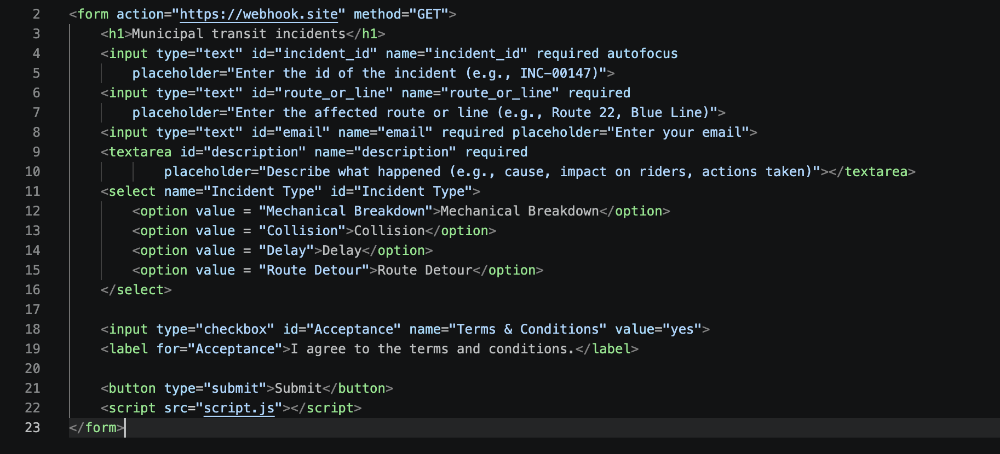 2 <form action="https://webhook.site" method="GET">
3 <h1>Municipal transit incidents</h1>
4 <input type="text" id="incident_id" name="incident_id" required autofocus
5 placeholder="Enter the id of the incident (e.g., INC-00147)">
6 <input type="text" id="route_or_line" name="route_or_line" required
7 placeholder="Enter the affected route or line (e.g., Route 22, Blue Line)">
8 <input type="text" id="email" name="email" required placeholder="Enter your email">
9 <textarea id="description" name="description" required
10 placeholder="Describe what happened (e.g., cause, impact on riders, actions taken)"></textarea>
11 <select name="Incident Type" id="Incident Type">
12 <option value = "Mechanical Breakdown">Mechanical Breakdown</option>
13 <option value = "Collision">Collision</option>
14 <option value = "Delay">Delay</option>
15 <option value = "Route Detour">Route Detour</option>
16 </select>
17
18 <input type="checkbox" id="Acceptance" name="Terms & Conditions" value="yes">
19 <label for="Acceptance">I agree to the terms and conditions.</label>
20
21 <button type="submit">Submit</button>
22 <script src="script.js"></script>
23 </form>